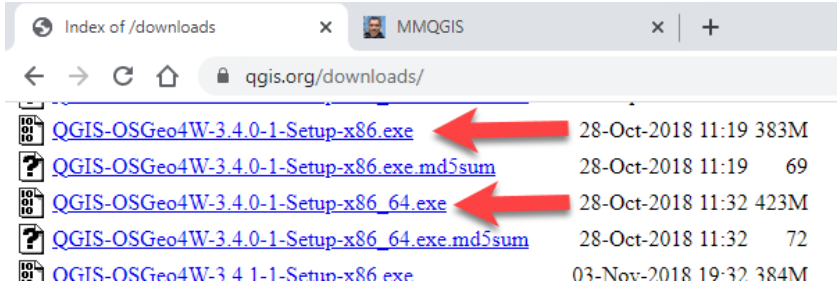 Index of /downloads
MMQGIS
qgis.org/downloads/
QGIS-OSGeo4W-3.4.0-1-Setup-x86.exe 28-Oct-2018 11:19 383M
QGIS-OSGeo4W-3.4.0-1-Setup-x86.exe.md5sum 28-Oct-2018 11:19 69
QGIS-OSGeo4W-3.4.0-1-Setup-x86_64.exe 28-Oct-2018 11:32 423M
QGIS-OSGeo4W-3.4.0-1-Setup-x86_64.exe.md5sum 28-Oct-2018 11:32 72
QGIS-OSGeo4W-3.4.1-1-Setup-x86.exe 03-Nov-2018 19:32 384M